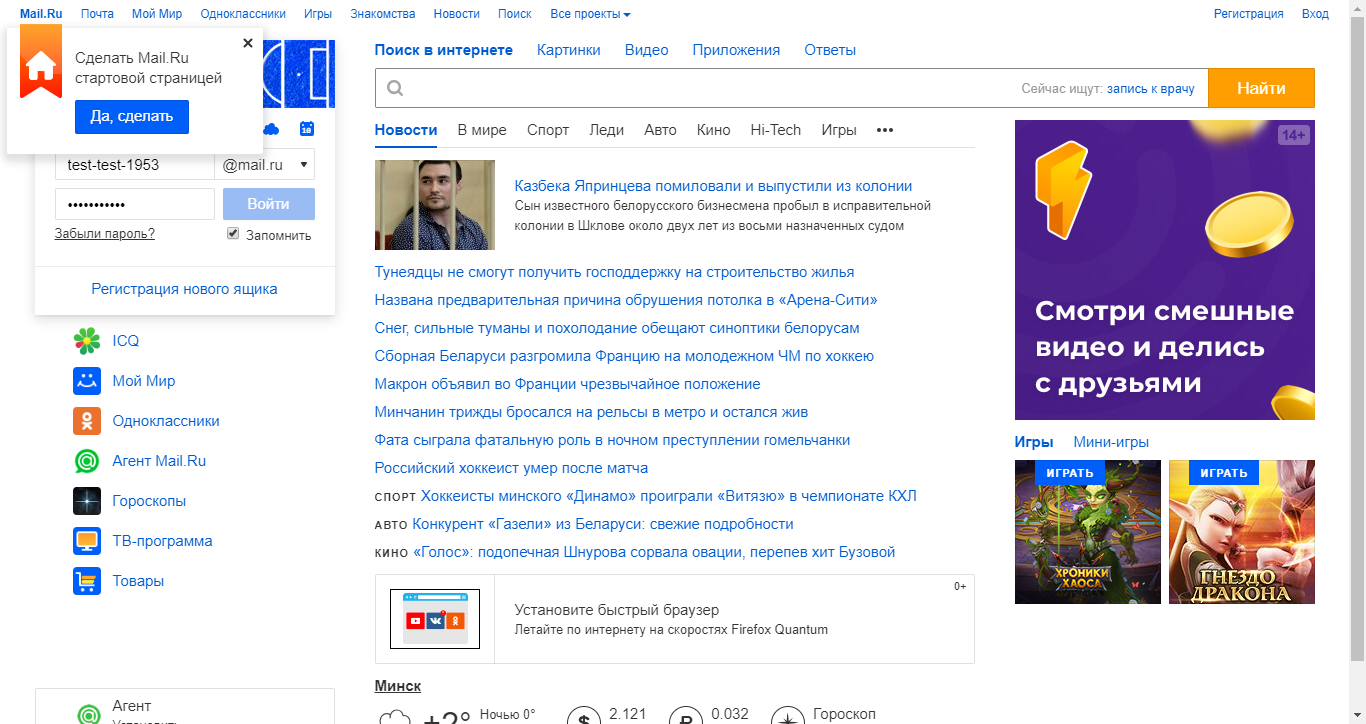 Mail.Ru Почта Мой Мир Одноклассники Игры Знакомства Новости Поиск Все проекты Регистрация Вход
Сделать Mail.Ru
стартовой страницей
Да, сделать
Поиск в интернете Картинки Видео Приложения Ответы
Сейчас ищут: запись к врачу Найти
10
test-test-1953 @mail.ru
Войти
Забыли пароль? Запомнить
Регистрация нового ящика
ICQ
Мой Мир
Одноклассники
Агент Mail.Ru
Гороскопы
ТВ-программа
Товары
Агент
Новости В мире Спорт Леди Авто Кино Hi-Tech Игры •••
Казбека Япринцева помиловали и выпустили из колонии
Сын известного белорусского бизнесмена пробыл в исправительной
колонии в Шклове около двух лет из восьми назначенных судом
Тунеядцы не смогут получить господдержку на строительство жилья
Названа предварительная причина обрушения потолка в «Арена-Сити»
Снег, сильные туманы и похолодание обещают синоптики белорусам
Сборная Беларуси разгромила Францию на молодежном ЧМ по хоккею
Макрон объявил во Франции чрезвычайное положение
Минчанин трижды бросался на рельсы в метро и остался жив
Фата сыграла фатальную роль в ночном преступлении гомельчанки
Российский хоккеист умер после матча
СПОРТ Хоккеисты минского «Динамо» проиграли «Витязю» в чемпионате КХЛ
АВТО Конкурент «Газели» из Беларуси: свежие подробности
КИНО «Голос»: подопечная Шнурова сорвала овации, перепев хит Бузовой
0+
Установите быстрый браузер
Летайте по интернету на скоростях Firefox Quantum
Минск
+2° Ночью 0° $ 2.121 ₽ 0.032 Гороскоп
14+
Смотри смешные
видео и делись
с друзьями
Игры Мини-игры
ИГРАТЬ ИГРАТЬ
ХРОНИКИ
ХАОСА
ГНЕЗДО
ДРАКОНА